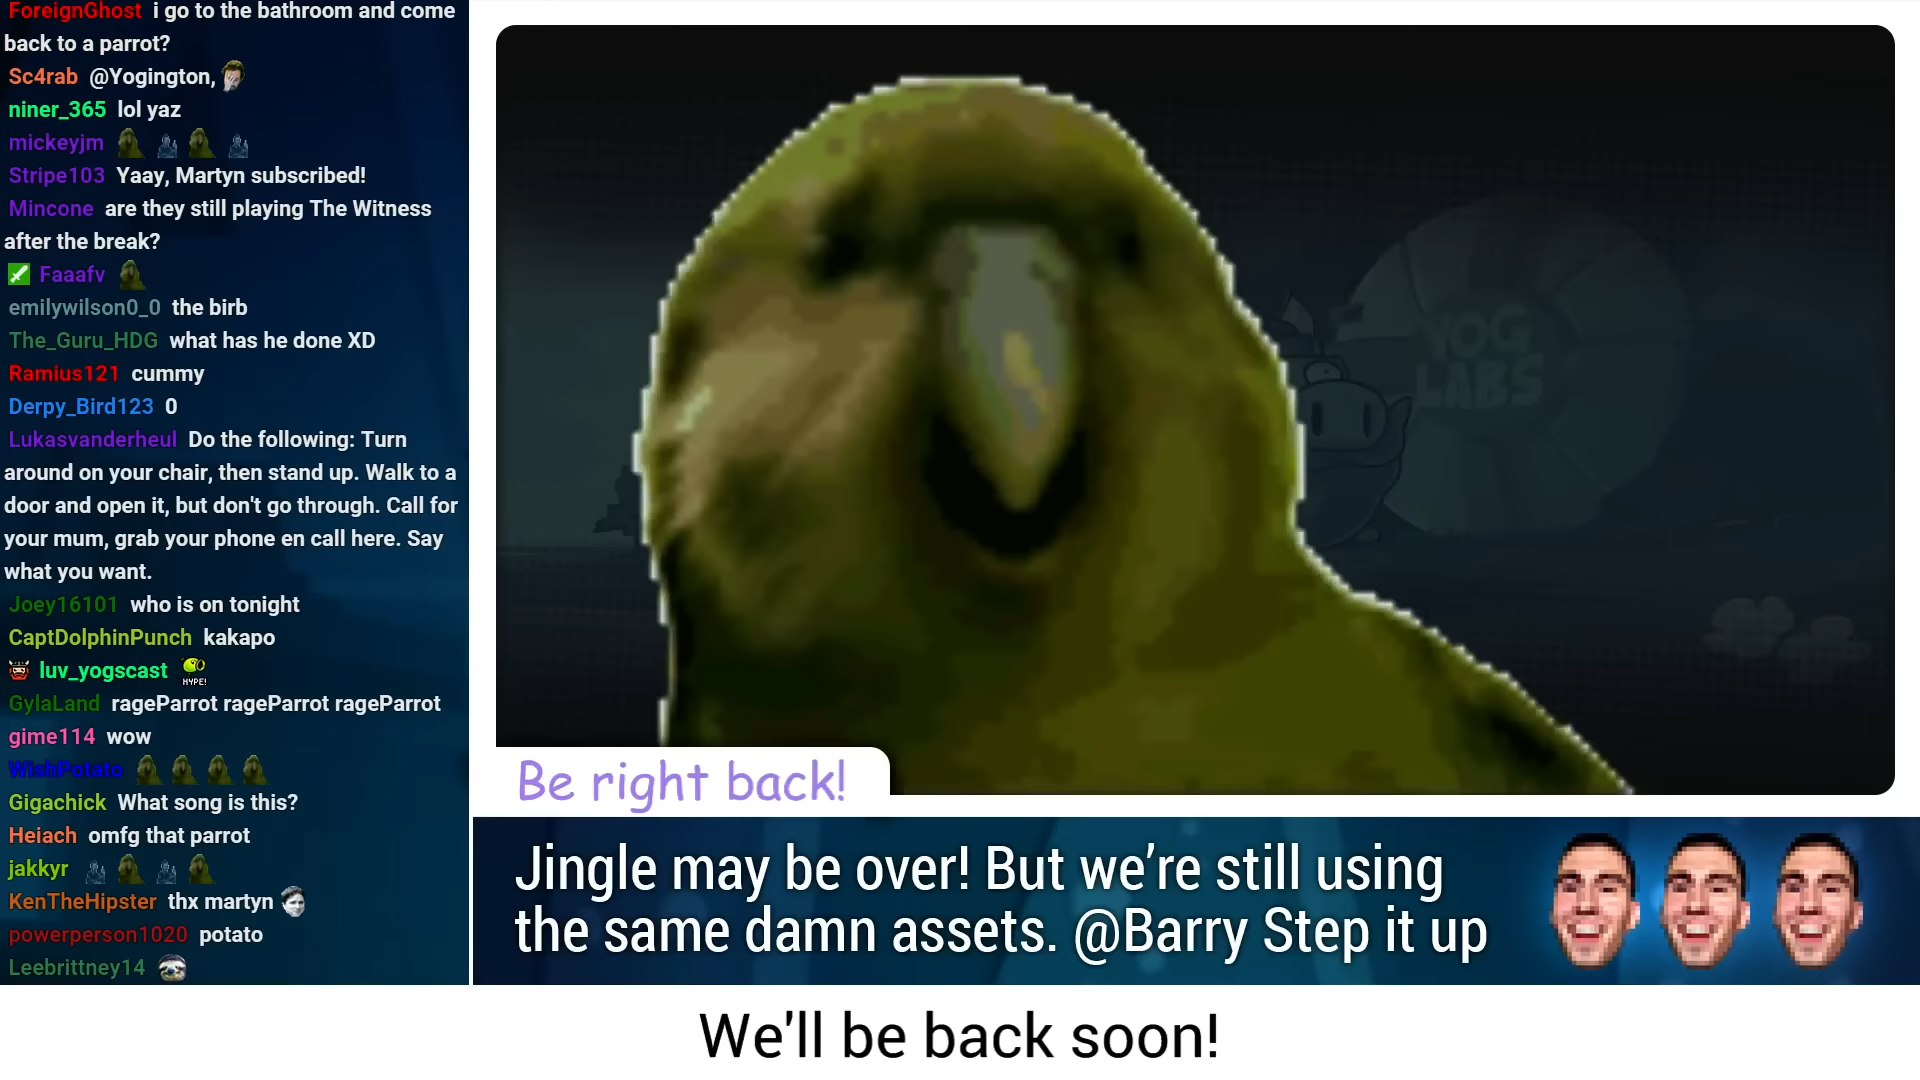 ForeignGhost i go to the bathroom and come
back to a parrot?
Sc4rab @Yogington,
niner_365 lol yaz
mickeyjm
Stripe103 Yaay, Martyn subscribed!
Mincone are they still playing The Witness
after the break?
Faaafv
emilywilson0_0 the birb
The_Guru_HDG what has he done XD
Ramius121 cummy
Derpy_Bird123 0
Lukasvanderheul Do the following: Turn
around on your chair, then stand up. Walk to a
door and open it, but don't go through. Call for
your mum, grab your phone en call here. Say
what you want.
Joey16101 who is on tonight
CaptDolphinPunch kakapo
luv_yogscast HYPE!
GylaLand rageParrot rageParrot rageParrot
gime114 wow
WishPotato
Gigachick What song is this?
Heiach omfg that parrot
jakkyr
KenTheHipster thx martyn
powerperson1020 potato
Leebrittney14
YOG
LABS
Be right back!
Jingle may be over! But we’re still using
the same damn assets. @Barry Step it up
We'll be back soon!